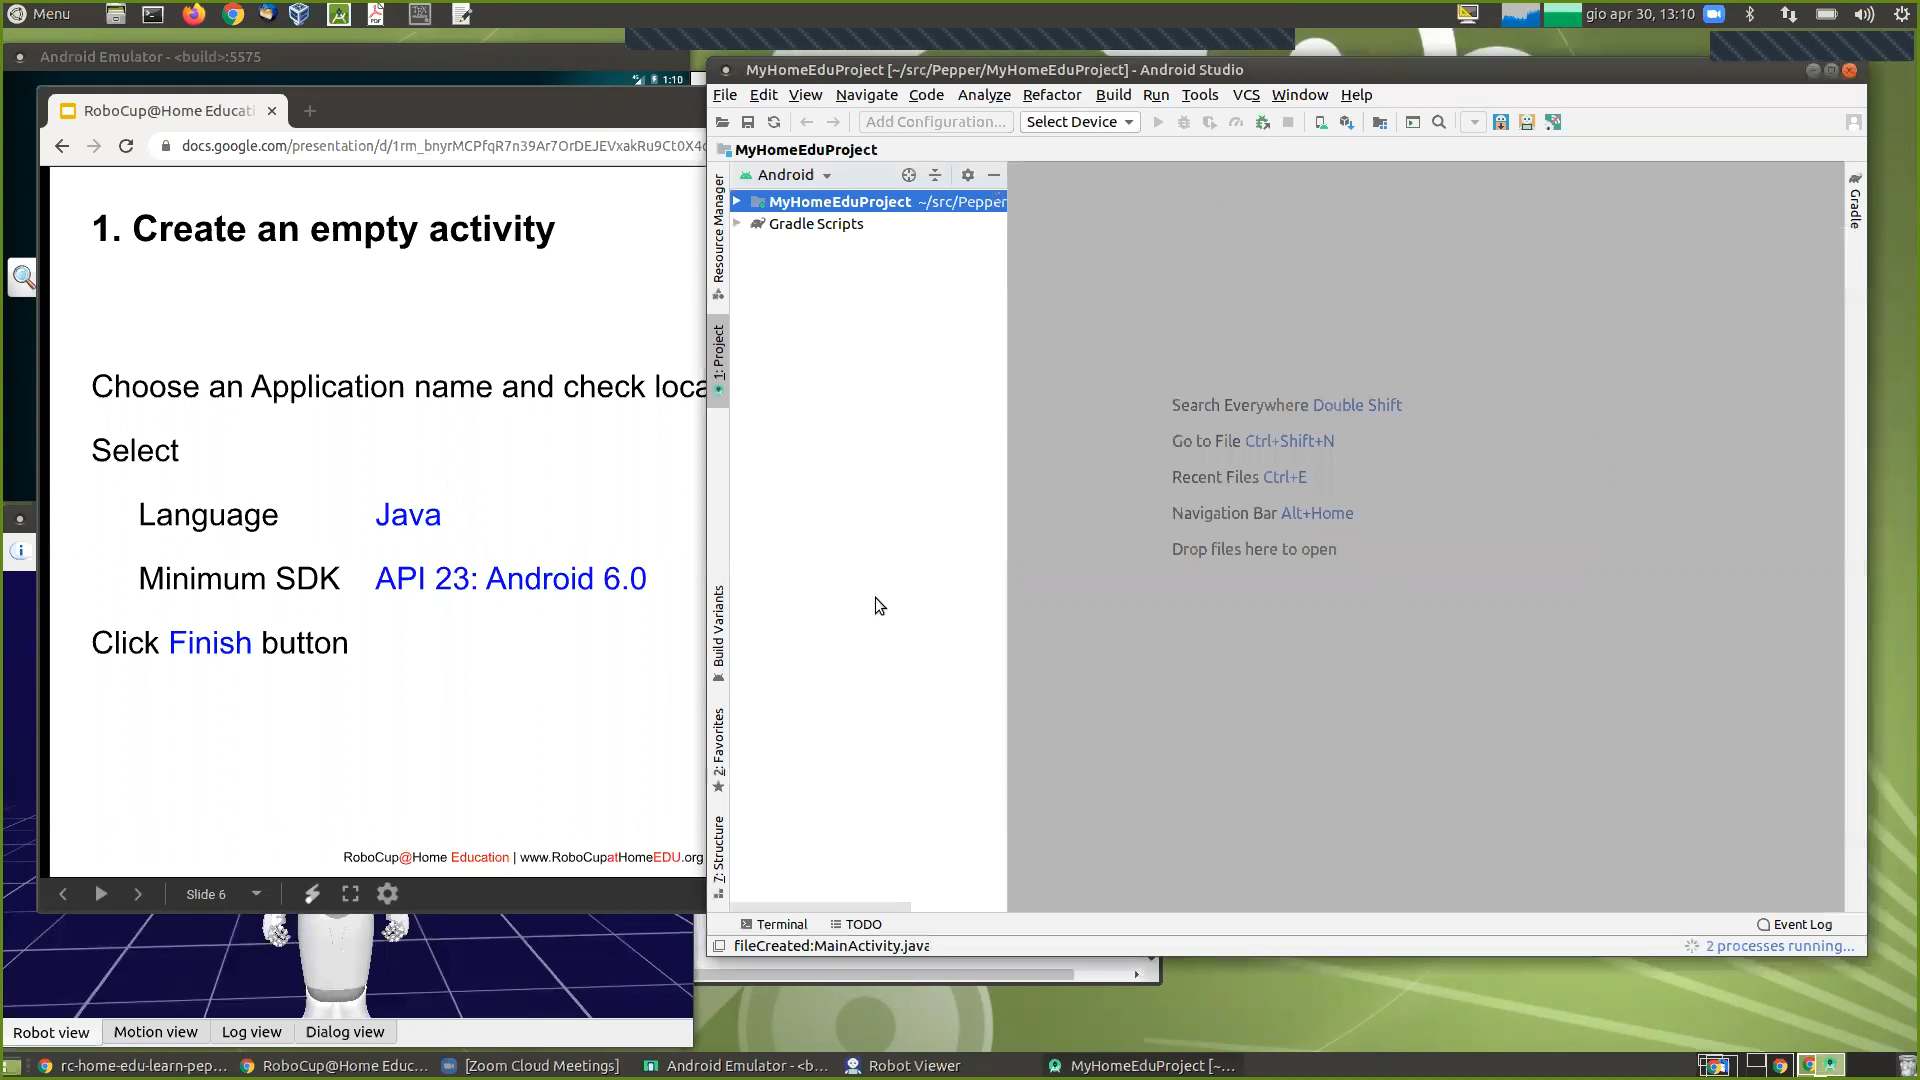 Menu
gio apr 30, 13:10
Android Emulator - <build>:5575
1:10
RoboCup@Home Educati
docs.google.com/presentation/d/1rm_bnyrMCPfqR7n39Ar7OrDEJEVxakRu9Ct0X4c
1. Create an empty activity
Choose an Application name and check loca
Select
Language Java
Minimum SDK API 23: Android 6.0
Click Finish button
RoboCup@Home Education | www.RoboCupatHomeEDU.org
Slide 6
Robot view Motion view Log view Dialog view
MyHomeEduProject [~/src/Pepper/MyHomeEduProject] - Android Studio
File Edit View Navigate Code Analyze Refactor Build Run Tools VCS Window Help
Add Configuration... Select Device
MyHomeEduProject
Android
MyHomeEduProject ~/src/Pepper
Gradle Scripts
Resource Manager
1: Project
Build Variants
2: Favorites
7: Structure
Gradle
Search Everywhere Double Shift
Go to File Ctrl+Shift+N
Recent Files Ctrl+E
Navigation Bar Alt+Home
Drop files here to open
Terminal TODO Event Log
fileCreated:MainActivity.java 2 processes running...
rc-home-edu-learn-pep... RoboCup@Home Educ... [Zoom Cloud Meetings] Android Emulator - <b... Robot Viewer MyHomeEduProject [~...